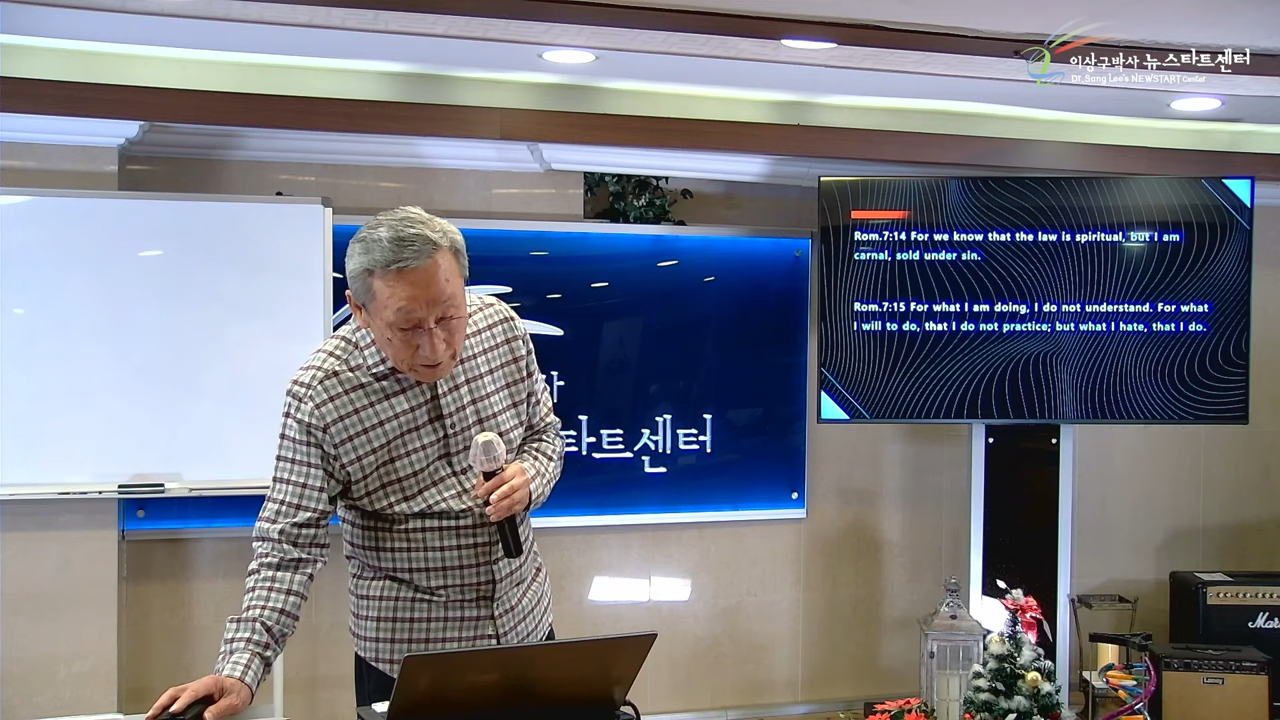 이상구박사 뉴스타트센터
Dr. Sang Lee's NEWSTART Center
Rom.7:14 For we know that the law is spiritual, but I am
carnal, sold under sin.
Rom.7:15 For what I am doing, I do not understand. For what
I will to do, that I do not practice; but what I hate, that I do.
사
스타트센터
Mar
Laney